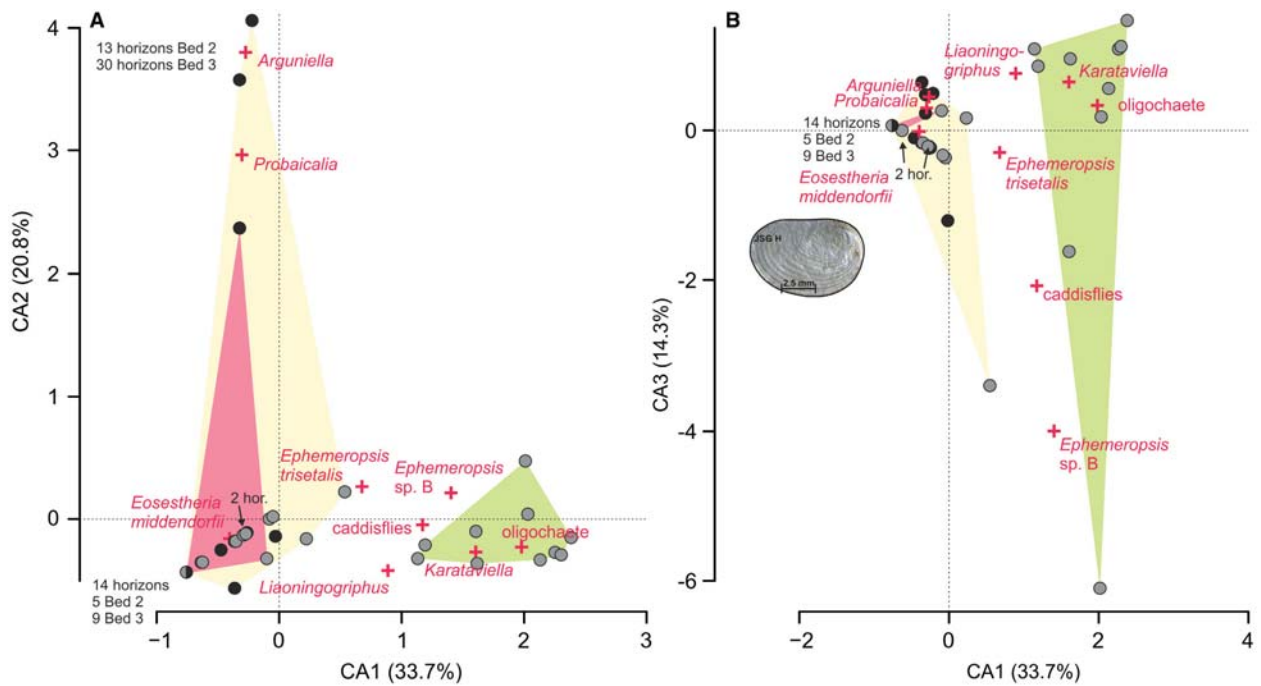 A
4
3
2
1
0
CA2 (20.8%)
13 horizons Bed 2
30 horizons Bed 3
Arguniella
Probaicalia
Ephemeropsis
trisetalis
Ephemeropsis
sp. B
Eosestheria
middendorfii
2 hor.
caddisflies
oligochaete
Karataviella
Liaoningogriphus
14 horizons
5 Bed 2
9 Bed 3
−1
0
1
2
3
CA1 (33.7%)
B
0
-2
-4
-6
CA3 (14.3%)
Liaoningo-
griphus
Karataviella
oligochaete
Arguniella
Probaicalia
14 horizons
5 Bed 2
9 Bed 3
2 hor.
Eosestheria
middendorfii
Ephemeropsis
trisetalis
JSG H
2.5 mm
caddisflies
Ephemeropsis
sp. B
−2
0
2
4
CA1 (33.7%)